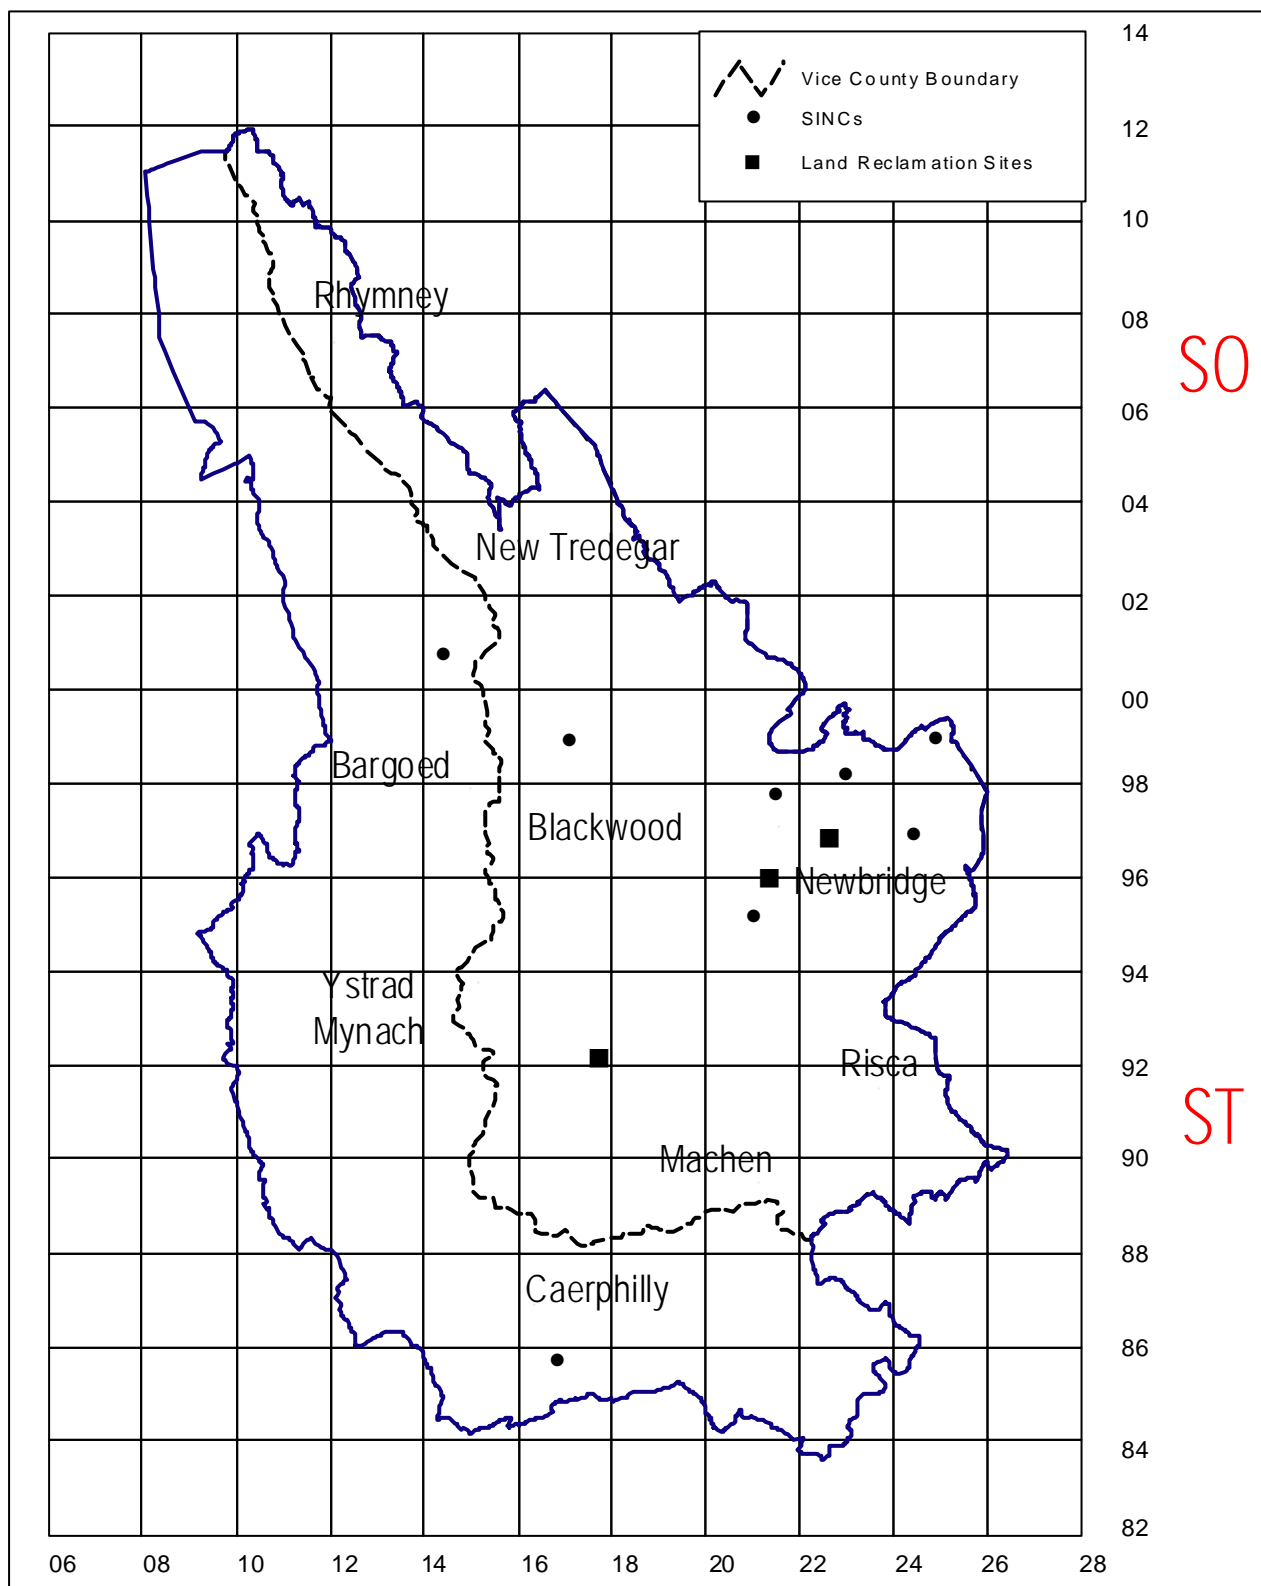 14
Vice County Boundary
SINCs
12
Land Reclamation Sites
10
Rhymney
08
SO
06
04
New Tredegar
02
00
Bargoed
98
Blackwood
Newbridge
96
94
Ystrad
Mynach
Risca
92
ST
Machen
90
88
Caerphilly
86
84
82
06 08 10 12 14 16 18 20 22 24 26 28